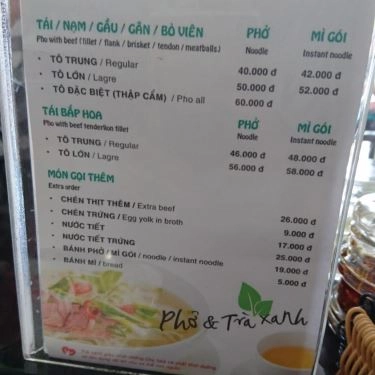 TÁI / NẠM / GẦU / GÂN / BÒ VIÊN PHỞ MÌ GÓI
Pho with beef (fillet / flank / brisket / tendon / meatballs) Noodle Instant noodle
• TÔ TRUNG / Regular 40.000 đ 42.000 đ
• TÔ LỚN / Lagre 50.000 đ 52.000 đ
• TÔ ĐẶC BIỆT (THẬP CẨM) / Pho all 60.000 đ
TÁI BẮP HOA PHỞ MÌ GÓI
Pho with beef tenderlion fillet Noodle Instant noodle
• TÔ TRUNG / Regular 46.000 đ 48.000 đ
• TÔ LỚN / Lagre 56.000 đ 58.000 đ
MÓN GỌI THÊM
Extra order
• CHÉN THỊT THÊM / Extra beef 26.000 đ
• CHÉN TRỨNG / Egg yolk in broth 9.000 đ
• NƯỚC TIẾT 17.000 đ
• NƯỚC TIẾT TRỨNG 25.000 đ
• BÁNH PHỞ / MÌ GÓI / noodle / instant noodle 19.000 đ
• BÁNH MÌ / bread 5.000 đ
Phở & Trà Xanh